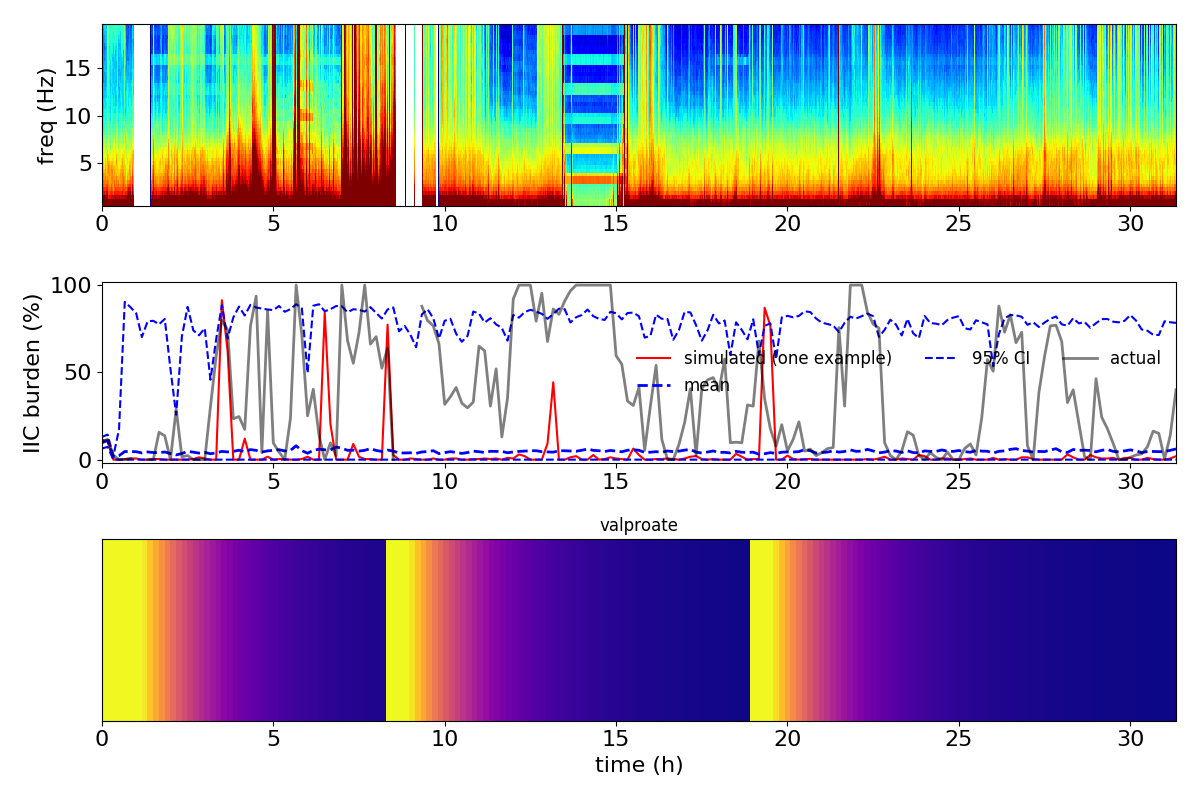 freq (Hz)
15
10
5
0 5 10 15 20 25 30
IIC burden (%)
100
50
0
simulated (one example) 95% CI actual
mean
0 5 10 15 20 25 30
valproate
0 5 10 15 20 25 30
time (h)